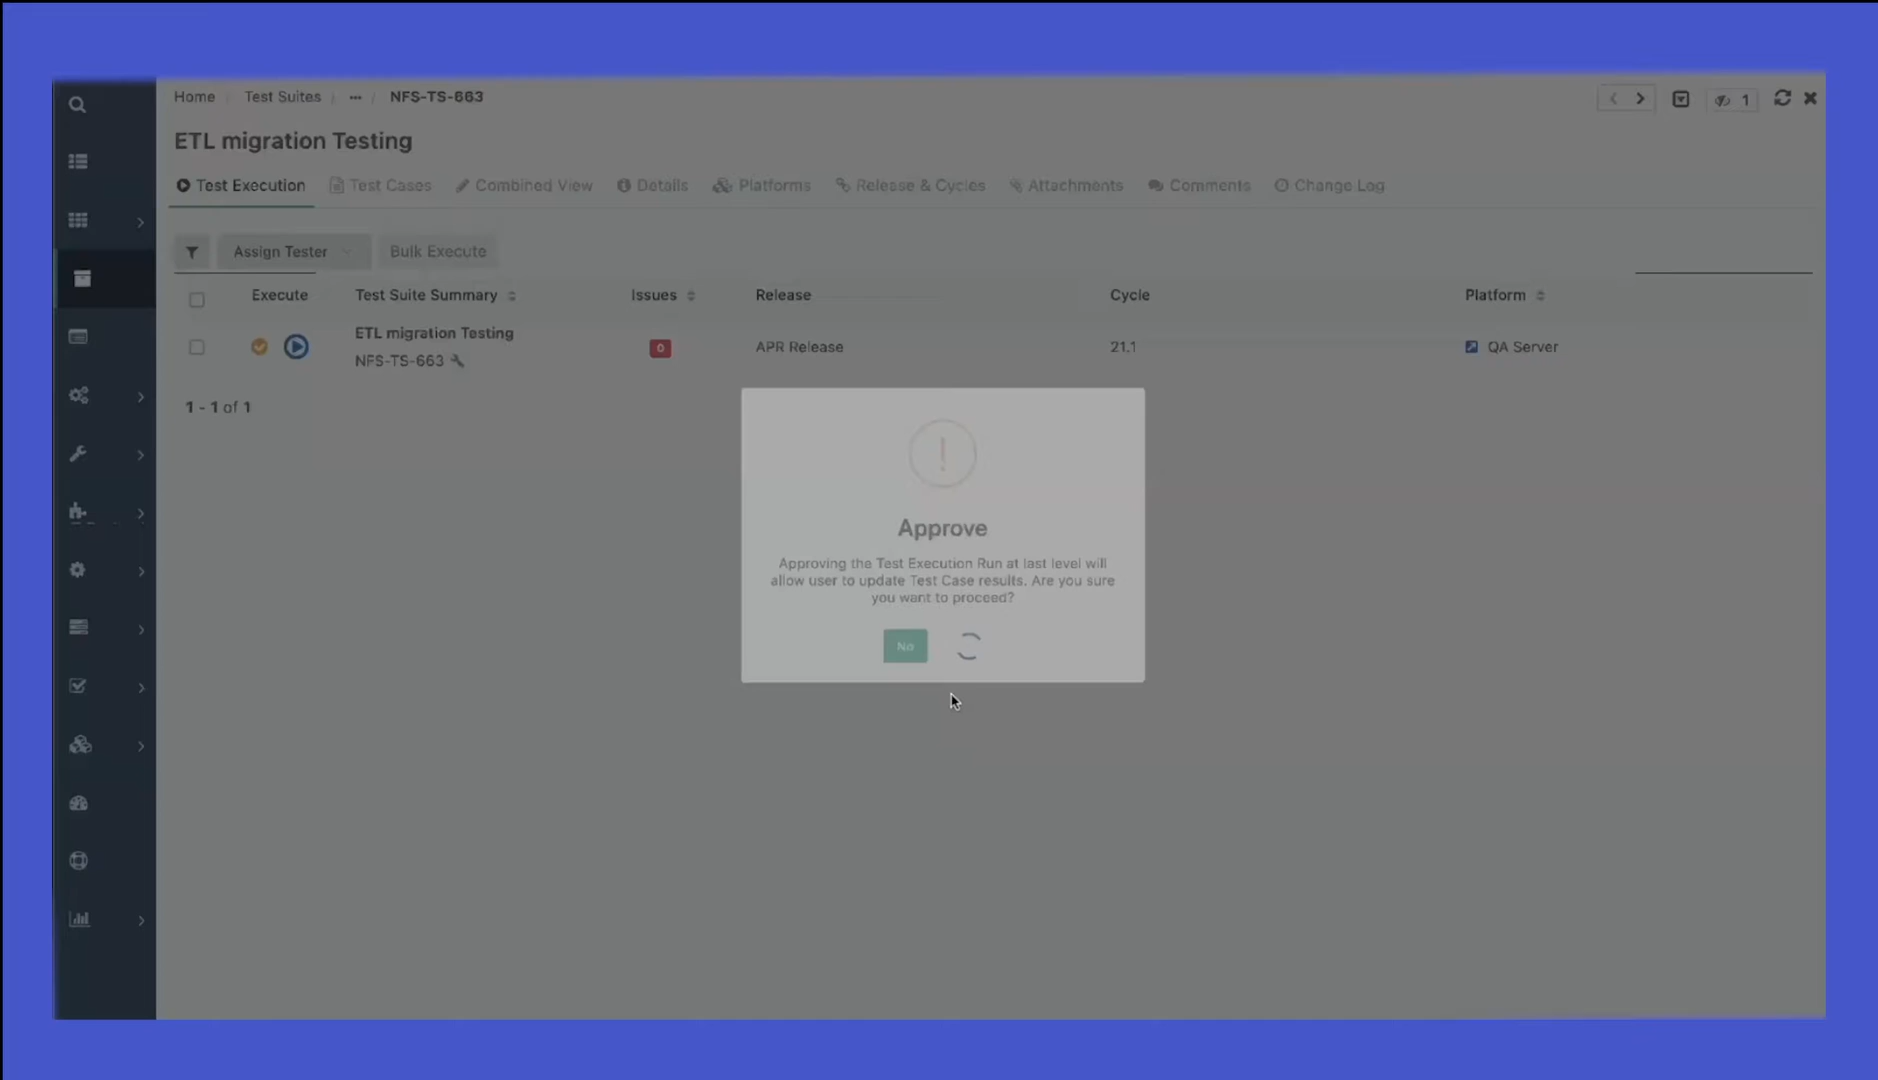 Home / Test Suites / ··· / NFS-TS-663
1
ETL migration Testing
Test Execution Test Cases Combined View Details Platforms Release & Cycles Attachments Comments Change Log
Assign Tester Bulk Execute
Execute Test Suite Summary Issues Release Cycle Platform
ETL migration Testing
NFS-TS-663 0 APR Release 21.1 QA Server
1 - 1 of 1
!
Approve
Approving the Test Execution Run at last level will
allow user to update Test Case results. Are you sure
you want to proceed?
No